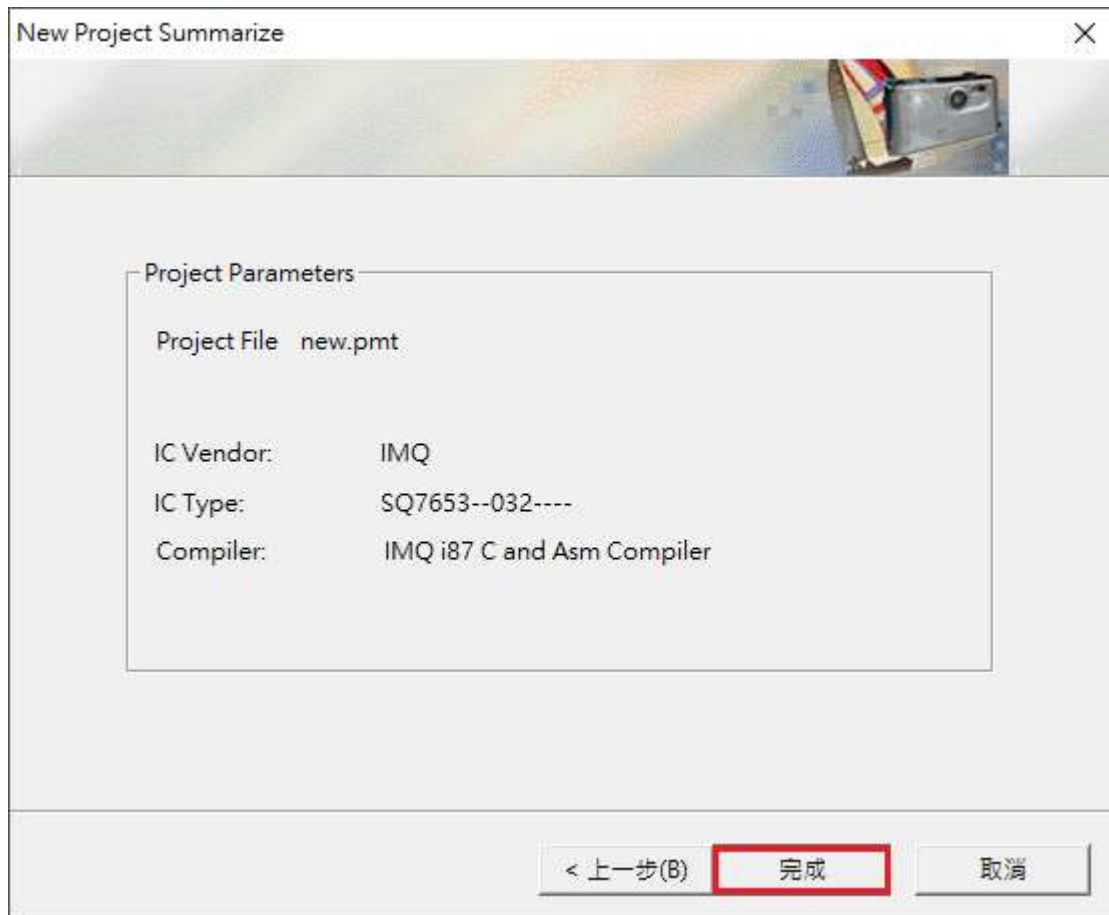 New Project Summarize
Project Parameters
Project File new.pmt
IC Vendor: IMQ
IC Type: SQ7653--032----
Compiler: IMQ i87 C and Asm Compiler
< 上一步(B) 完成 取消